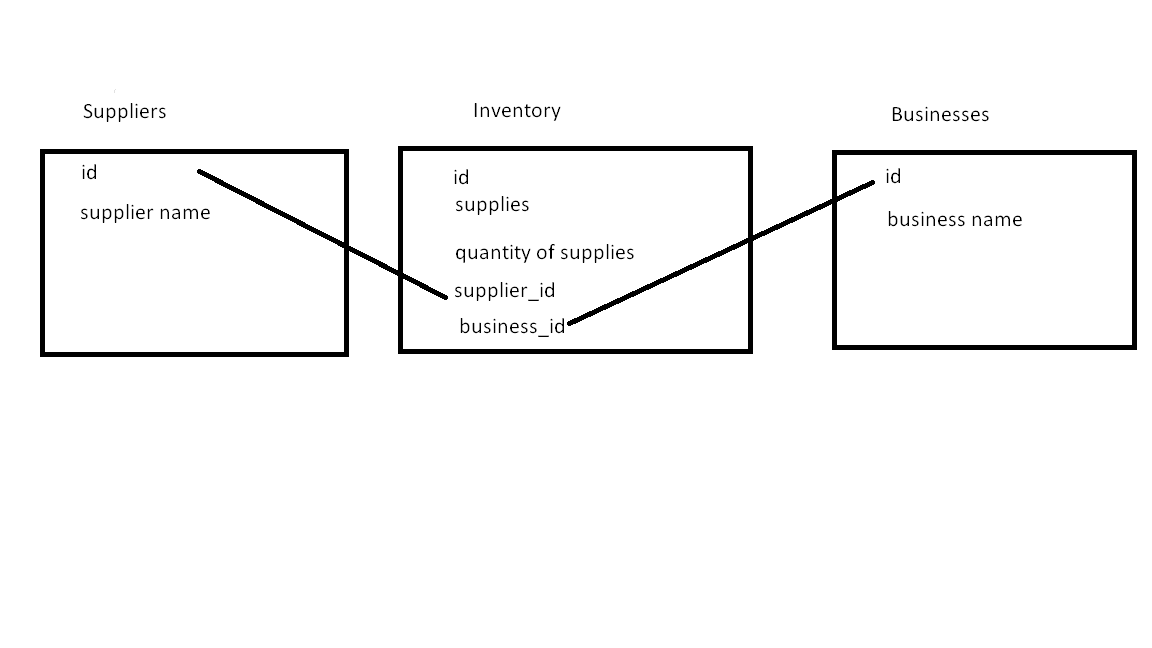 Suppliers
id
supplier name
Inventory
id
supplies
quantity of supplies
supplier_id
business_id
Businesses
id
business name